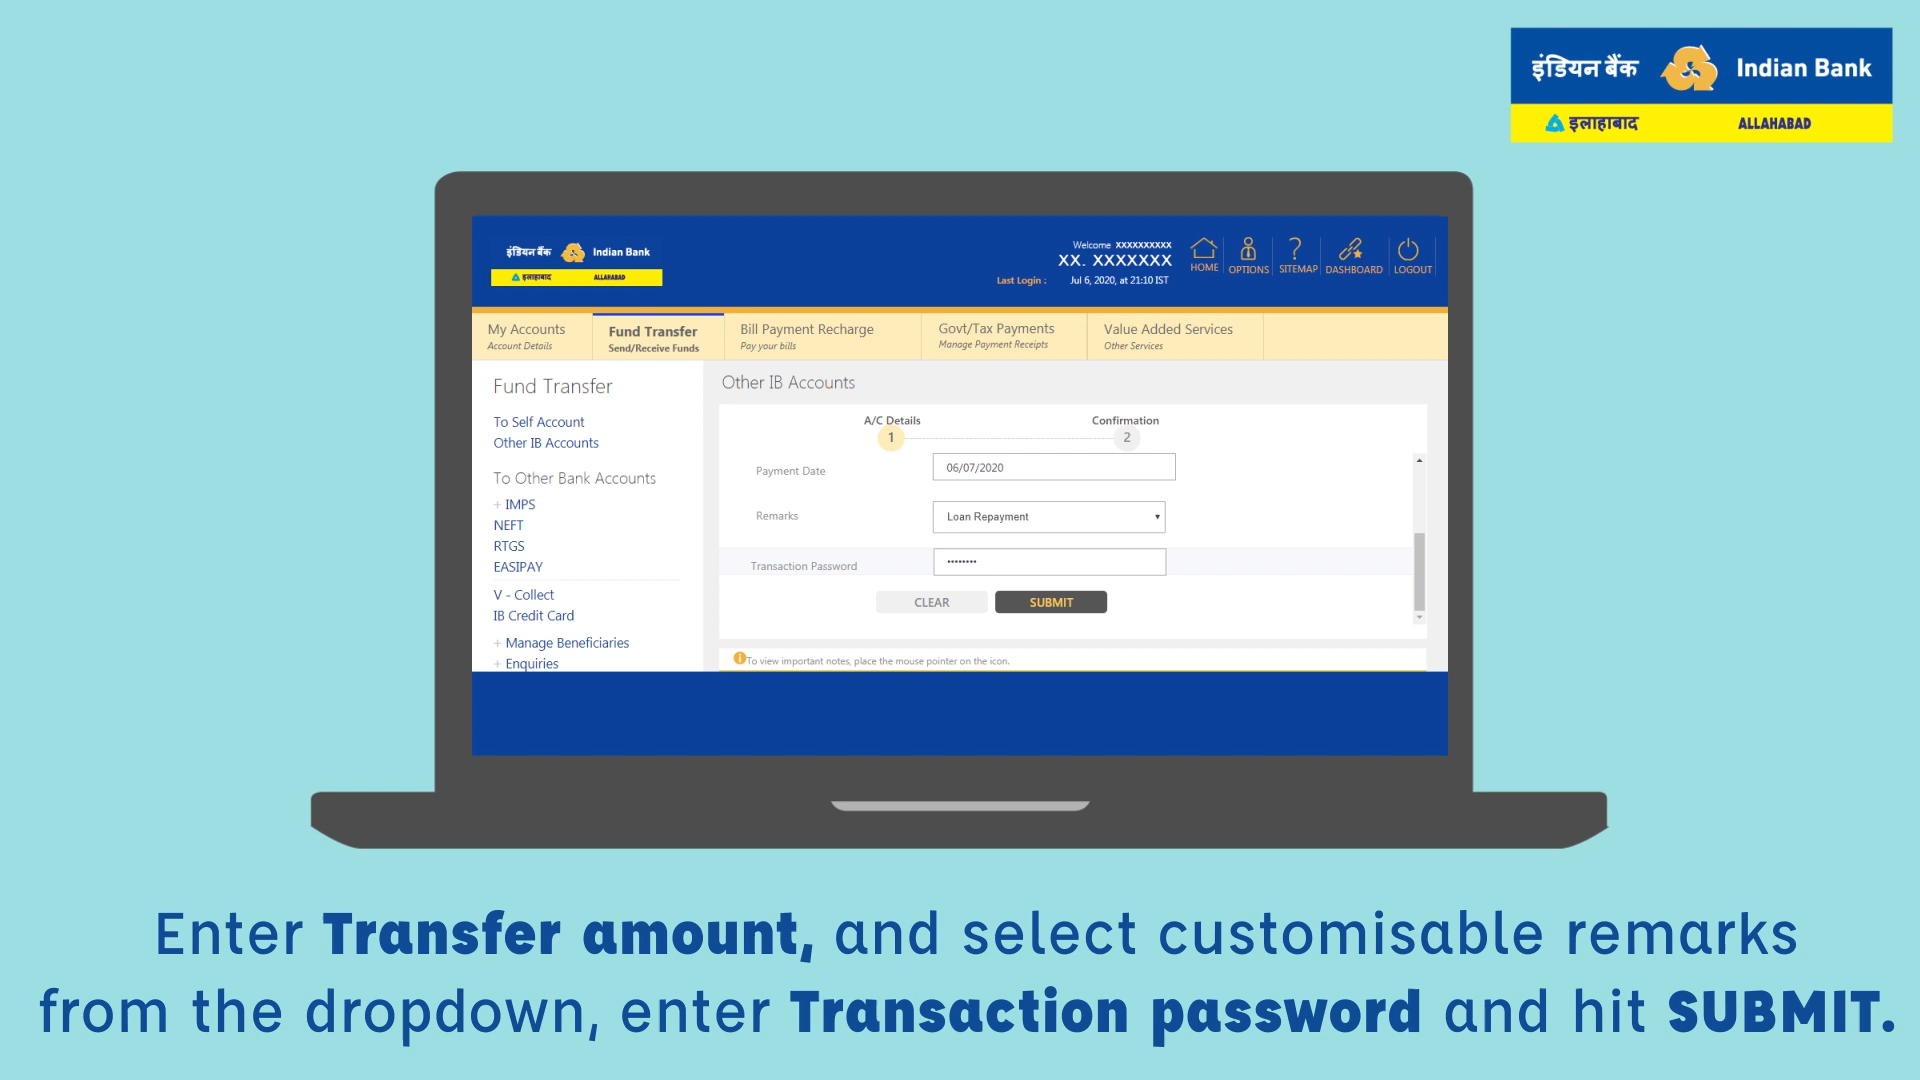 इंडियन बैंक Indian Bank
इलाहाबाद ALLAHABAD
इंडियन बैंक Indian Bank
इलाहाबाद ALLAHABAD
Welcome xxxxxxxxxx
XX. XXXXXXX
Last Login : Jul 6, 2020, at 21:10 IST
HOME OPTIONS SITEMAP DASHBOARD LOGOUT
My Accounts
Account Details
Fund Transfer
Send/Receive Funds
Bill Payment Recharge
Pay your bills
Govt/Tax Payments
Manage Payment Receipts
Value Added Services
Other Services
Fund Transfer
To Self Account
Other IB Accounts
To Other Bank Accounts
+ IMPS
NEFT
RTGS
EASIPAY
V - Collect
IB Credit Card
+ Manage Beneficiaries
+ Enquiries
Other IB Accounts
A/C Details Confirmation
1 2
Payment Date 06/07/2020
Remarks Loan Repayment
Transaction Password ••••••••
CLEAR SUBMIT
To view important notes, place the mouse pointer on the icon.
Enter Transfer amount, and select customisable remarks
from the dropdown, enter Transaction password and hit SUBMIT.